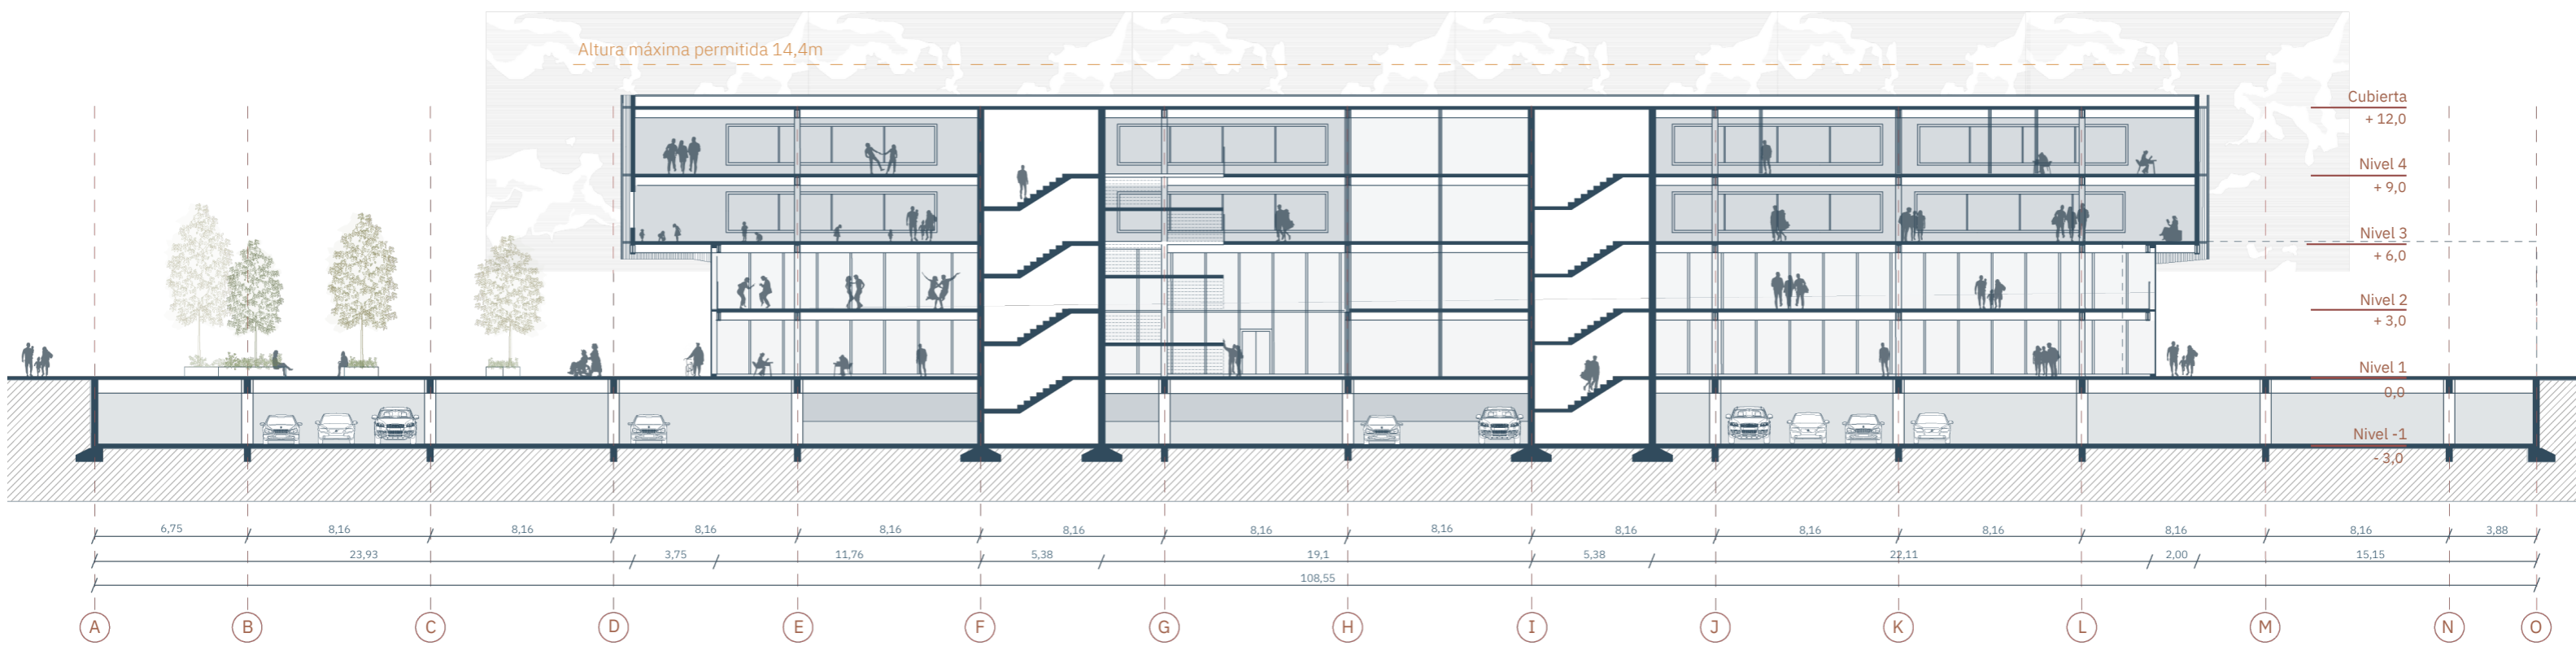 Altura máxima permitida 14,4m
Cubierta
+ 12,0
Nivel 4
+ 9,0
Nivel 3
+ 6,0
Nivel 2
+ 3,0
Nivel 1
0,0
Nivel -1
- 3,0
6,75 8,16 8,16 8,16 8,16 8,16 8,16 8,16 8,16 8,16 8,16 8,16 8,16 3,88
23,93 3,75 11,76 5,38 19,1 5,38 22,11 2,00 15,15
108,55
A B C D E F G H I J K L M N O